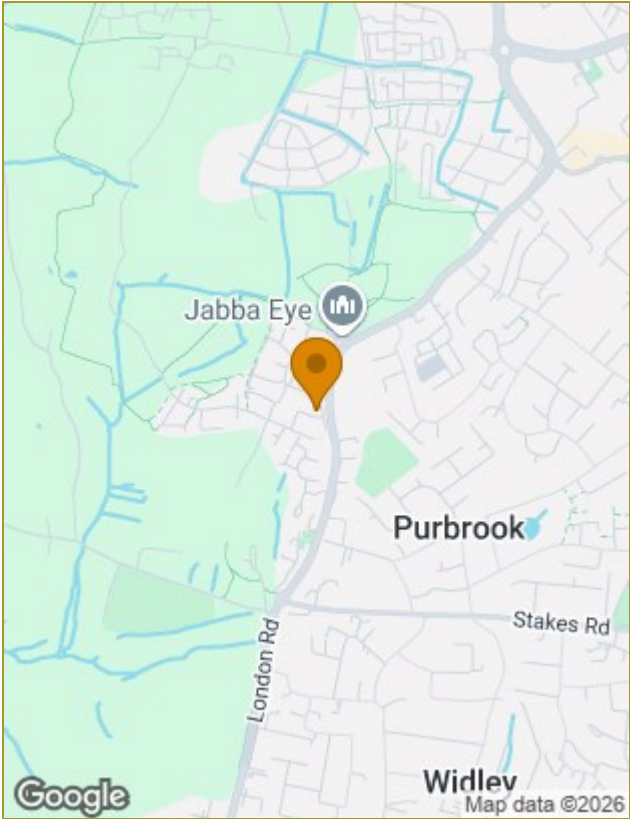 Jabba Eye
Purbrook
Stakes Rd
London Rd
Widley
Google
Map data ©2026